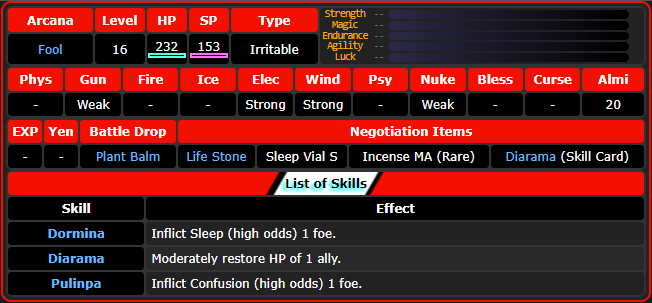 Arcana Level HP SP Type
Fool 16 232 153 Irritable
Strength --
Magic --
Endurance --
Agility --
Luck --
Phys Gun Fire Ice Elec Wind Psy Nuke Bless Curse Almi
- Weak - - Strong Strong - Weak - - 20
EXP Yen Battle Drop Negotiation Items
- - Plant Balm Life Stone Sleep Vial S Incense MA (Rare) Diarama (Skill Card)
List of Skills
Skill Effect
Dormina Inflict Sleep (high odds) 1 foe.
Diarama Moderately restore HP of 1 ally.
Pulinpa Inflict Confusion (high odds) 1 foe.